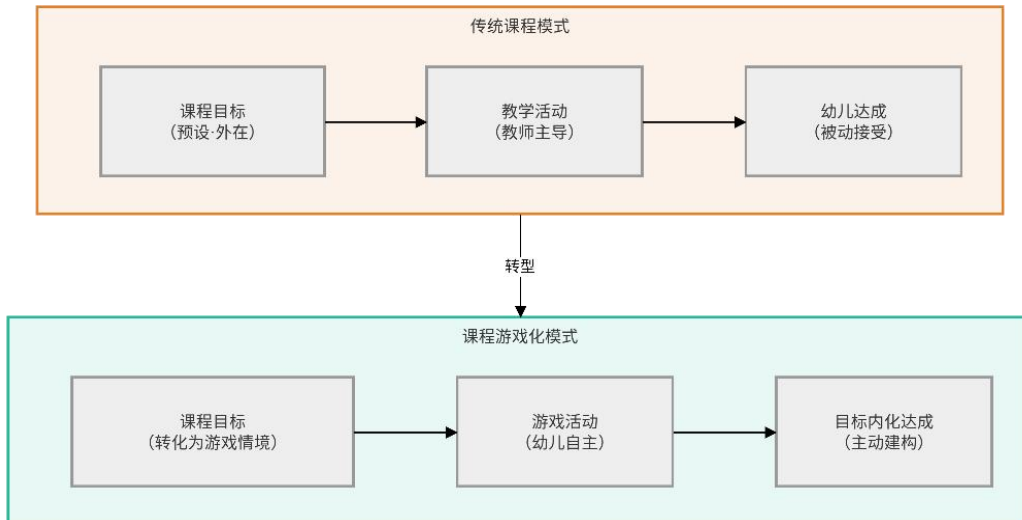 传统课程模式
课程目标
（预设·外在）
教学活动
（教师主导）
幼儿达成
（被动接受）
转型
课程游戏化模式
课程目标
（转化为游戏情境）
游戏活动
（幼儿自主）
目标内化达成
（主动建构）